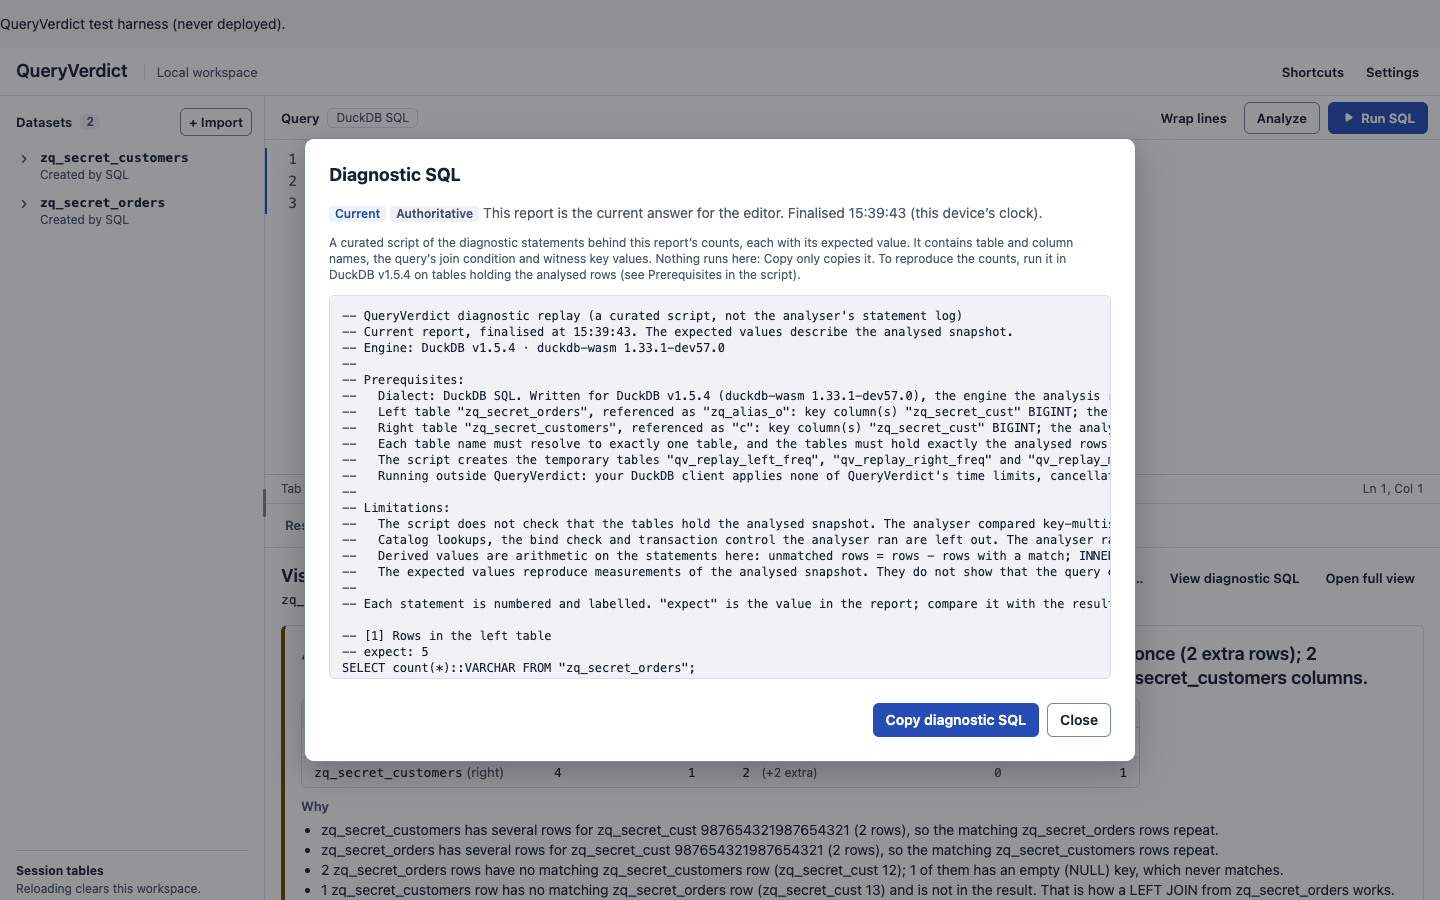 QueryVerdict test harness (never deployed).
QueryVerdict Local workspace Shortcuts Settings
Datasets 2 + Import
zq_secret_customers
Created by SQL
zq_secret_orders
Created by SQL
Query DuckDB SQL Wrap lines Analyze Run SQL
1
2
3
Diagnostic SQL
Current Authoritative This report is the current answer for the editor. Finalised 15:39:43 (this device’s clock).
A curated script of the diagnostic statements behind this report’s counts, each with its expected value. It contains table and column
names, the query’s join condition and witness key values. Nothing runs here: Copy only copies it. To reproduce the counts, run it in
DuckDB v1.5.4 on tables holding the analysed rows (see Prerequisites in the script).
-- QueryVerdict diagnostic replay (a curated script, not the analyser's statement log)
-- Current report, finalised at 15:39:43. The expected values describe the analysed snapshot.
-- Engine: DuckDB v1.5.4 · duckdb-wasm 1.33.1-dev57.0
--
-- Prerequisites:
--   Dialect: DuckDB SQL. Written for DuckDB v1.5.4 (duckdb-wasm 1.33.1-dev57.0), the engine the analysis
--   Left table "zq_secret_orders", referenced as "zq_alias_o": key column(s) "zq_secret_cust" BIGINT; the
--   Right table "zq_secret_customers", referenced as "c": key column(s) "zq_secret_cust" BIGINT; the
--   Each table name must resolve to exactly one table, and the tables must hold exactly the analysed rows
--   The script creates the temporary tables "qv_replay_left_freq", "qv_replay_right_freq" and
--   Running outside QueryVerdict: your DuckDB client applies none of QueryVerdict's time limits,
--
-- Limitations:
--   The script does not check that the tables hold the analysed snapshot. The analyser compared
--   Catalog lookups, the bind check and transaction control the analyser ran are left out. The analyser
--   Derived values are arithmetic on the statements here: unmatched rows = rows - rows with a match;
--   The expected values reproduce measurements of the analysed snapshot. They do not show that the query
--
-- Each statement is numbered and labelled. "expect" is the value in the report; compare it with the
-- [1] Rows in the left table
-- expect: 5
SELECT count(*)::VARCHAR FROM "zq_secret_orders";
Copy diagnostic SQL Close
Tab Ln 1, Col 1
View diagnostic SQL Open full view
once (2 extra rows); 2
secret_customers columns.
zq_secret_customers (right) 4 1 2 (+2 extra) 0 1
Why
• zq_secret_customers has several rows for zq_secret_cust 987654321987654321 (2 rows), so the matching zq_secret_orders rows repeat.
• zq_secret_orders has several rows for zq_secret_cust 987654321987654321 (2 rows), so the matching zq_secret_customers rows repeat.
• 2 zq_secret_orders rows have no matching zq_secret_customers row (zq_secret_cust 12); 1 of them has an empty (NULL) key, which never matches.
• 1 zq_secret_customers row has no matching zq_secret_orders row (zq_secret_cust 13) and is not in the result. That is how a LEFT JOIN from zq_secret_orders works.
Session tables
Reloading clears this workspace.